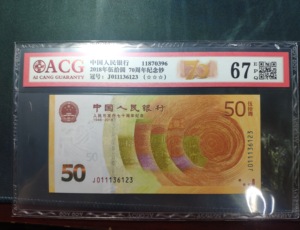 ACG
AI CANG GUARANTY
中国人民银行 11870396
2018年伍拾圆 70周年纪念钞
冠号：J011136123 (☆☆☆)
67 EPQ
中国人民银行
50
50
J011136123
J011136123